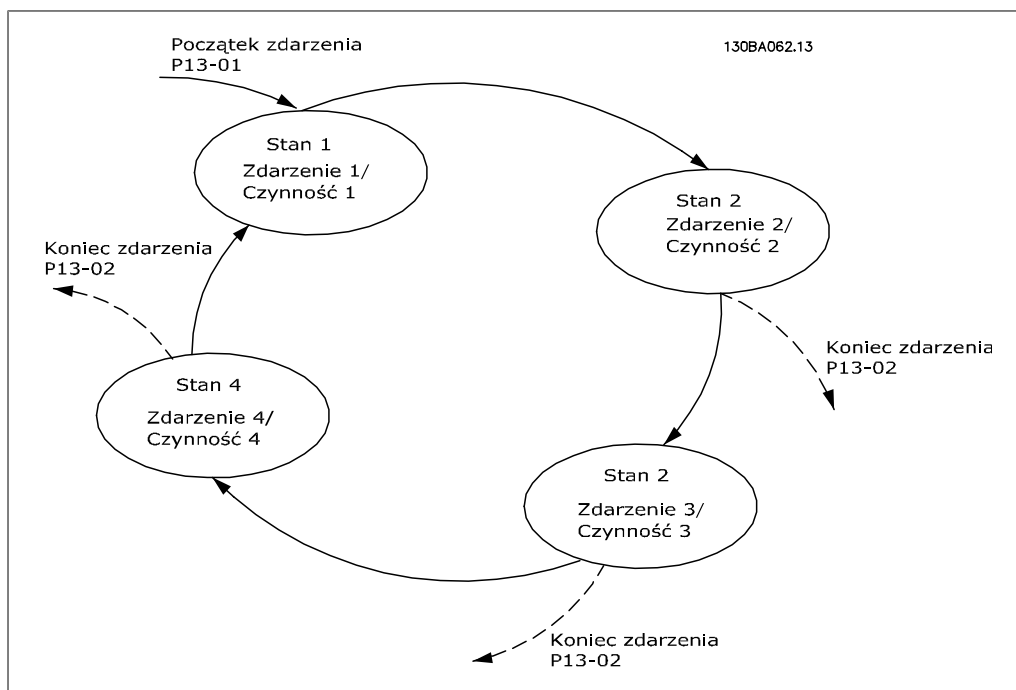 Początek zdarzenia
P13-01
130BA062.13
Stan 1
Zdarzenie 1/
Czynność 1
Stan 2
Zdarzenie 2/
Czynność 2
Koniec zdarzenia
P13-02
Koniec zdarzenia
P13-02
Stan 4
Zdarzenie 4/
Czynność 4
Stan 2
Zdarzenie 3/
Czynność 3
Koniec zdarzenia
P13-02